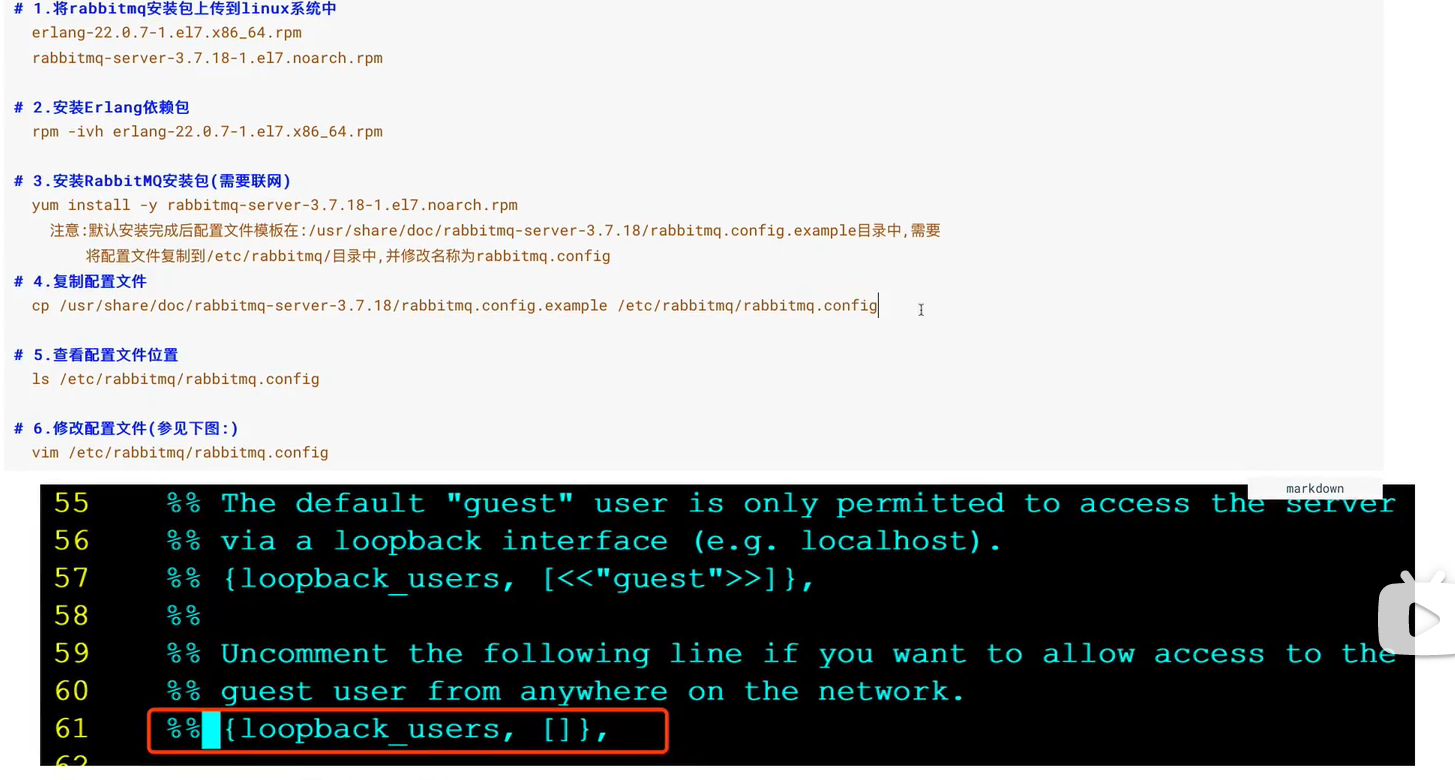 # 1.将rabbitmq安装包上传到linux系统中
erlang-22.0.7-1.el7.x86_64.rpm
rabbitmq-server-3.7.18-1.el7.noarch.rpm
# 2.安装Erlang依赖包
rpm -ivh erlang-22.0.7-1.el7.x86_64.rpm
# 3.安装RabbitMQ安装包(需要联网)
yum install -y rabbitmq-server-3.7.18-1.el7.noarch.rpm
注意:默认安装完成后配置文件模板在:/usr/share/doc/rabbitmq-server-3.7.18/rabbitmq.config.example目录中,需要
将配置文件复制到/etc/rabbitmq/目录中,并修改名称为rabbitmq.config
# 4.复制配置文件
cp /usr/share/doc/rabbitmq-server-3.7.18/rabbitmq.config.example /etc/rabbitmq/rabbitmq.config
# 5.查看配置文件位置
ls /etc/rabbitmq/rabbitmq.config
# 6.修改配置文件(参见下图:)
vim /etc/rabbitmq/rabbitmq.config
markdown
55 %% The default "guest" user is only permitted to access the server
56 %% via a loopback interface (e.g. localhost).
57 %% {loopback_users, [<<"guest">>]},
58 %%
59 %% Uncomment the following line if you want to allow access to the
60 %% guest user from anywhere on the network.
61 %% {loopback_users, []},
62